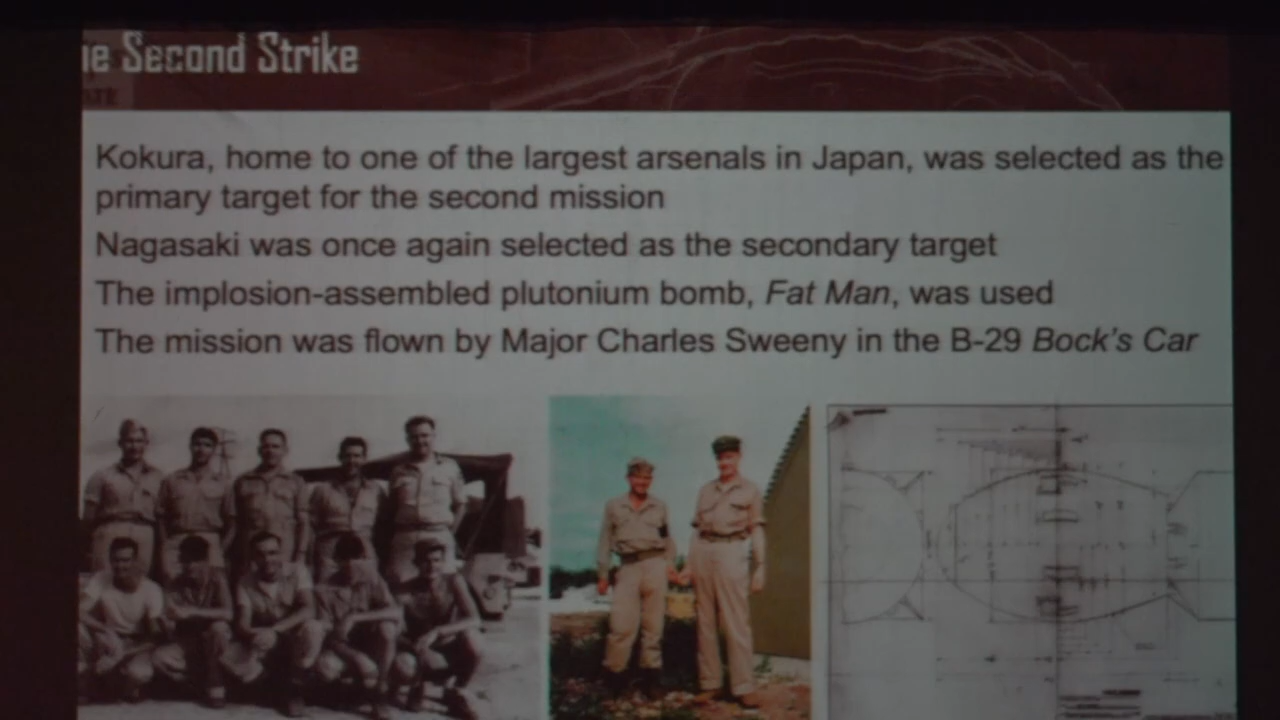 Second Strike
Kokura, home to one of the largest arsenals in Japan, was selected as the
primary target for the second mission
Nagasaki was once again selected as the secondary target
The implosion-assembled plutonium bomb, Fat Man, was used
The mission was flown by Major Charles Sweeny in the B-29 Bock's Car